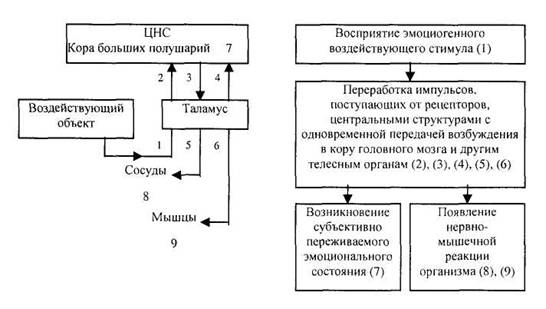 ЦНС
Кора больших полушарий 7
2 3 4
Воздействующий
объект
Таламус
1 5 6
Сосуды
8
Мышцы
9
Восприятие эмоциогенного
воздействующего стимула (1)
Переработка импульсов,
поступающих от рецепторов,
центральными структурами с
одновременной передачей возбуждения
в кору головного мозга и другим
телесным органам (2), (3), (4), (5), (6)
Возникновение
субъективно
переживаемого
эмоционального
состояния (7)
Появление
нервно-
мышечной
реакции
организма (8), (9)